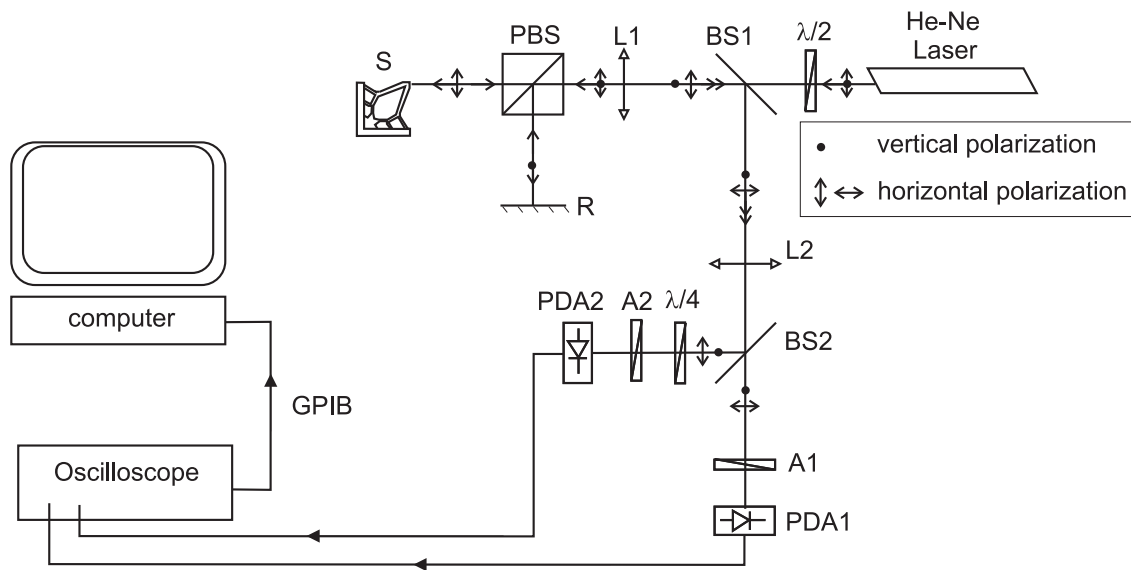 He-Ne
Laser
λ/2
BS1
L1
PBS
S
vertical polarization
horizontal polarization
R
L2
PDA2
A2
λ/4
BS2
computer
GPIB
Oscilloscope
A1
PDA1